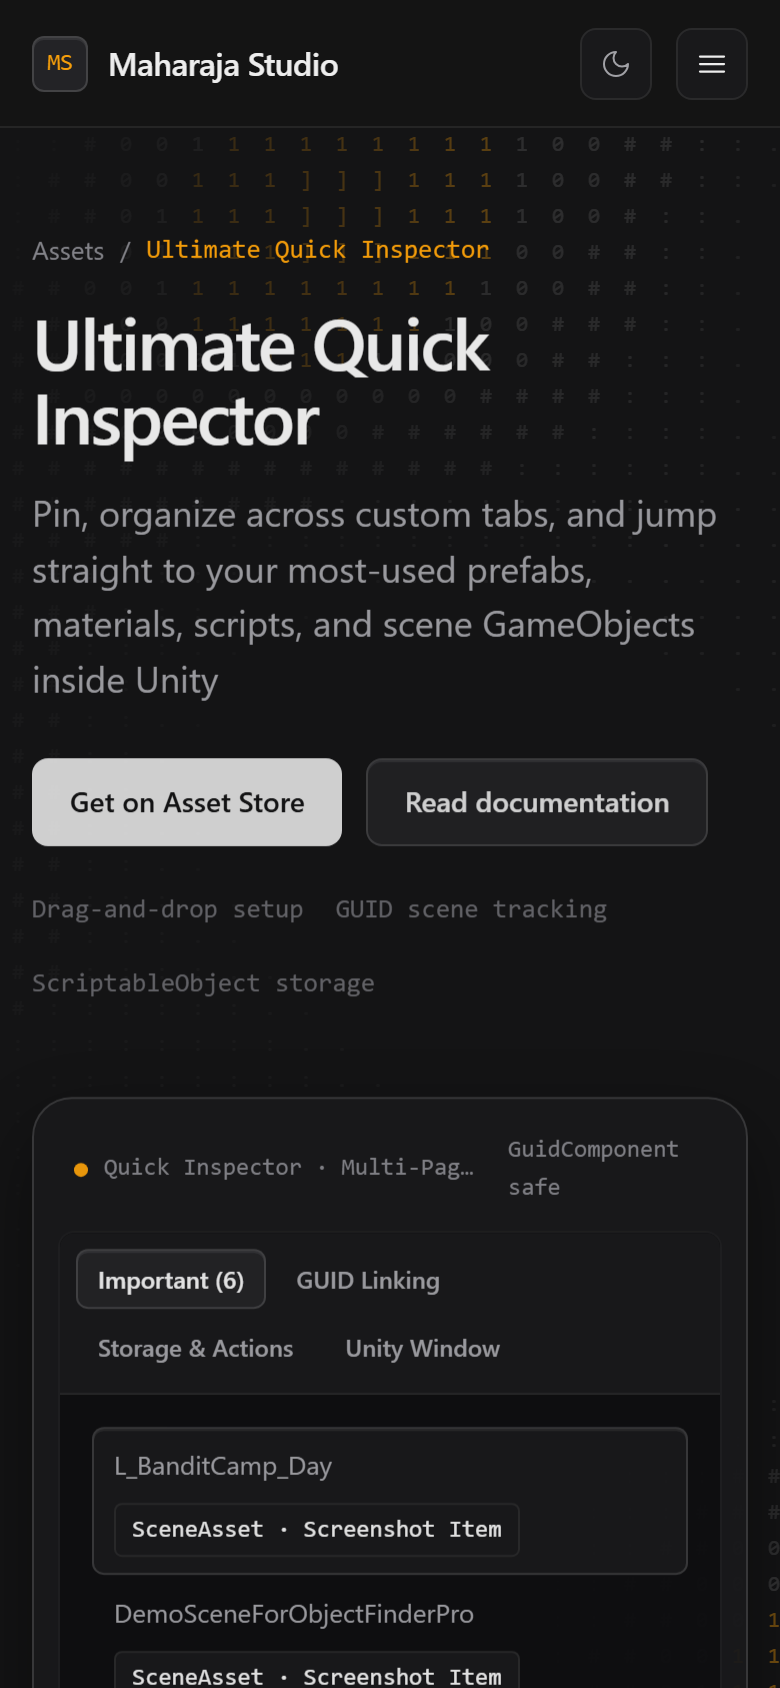 MS Maharaja Studio
Assets / Ultimate Quick Inspector
Ultimate Quick
Inspector
Pin, organize across custom tabs, and jump
straight to your most-used prefabs,
materials, scripts, and scene GameObjects
inside Unity
Get on Asset Store Read documentation
Drag-and-drop setup GUID scene tracking
ScriptableObject storage
Quick Inspector · Multi-Pag… GuidComponent
safe
Important (6) GUID Linking
Storage & Actions Unity Window
L_BanditCamp_Day
SceneAsset · Screenshot Item
DemoSceneForObjectFinderPro
SceneAsset · Screenshot Item